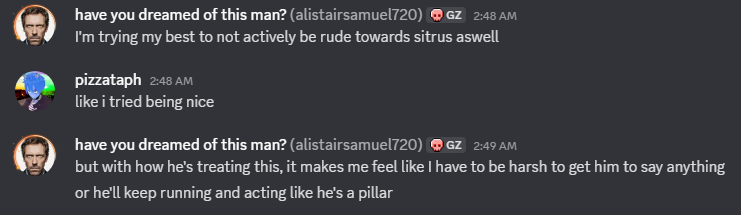 have you dreamed of this man? (alistairsamuel720) GZ 2:48 AM
I'm trying my best to not actively be rude towards sitrus aswell
pizzataph 2:48 AM
like i tried being nice
have you dreamed of this man? (alistairsamuel720) GZ 2:49 AM
but with how he's treating this, it makes me feel like I have to be harsh to get him to say anything
or he'll keep running and acting like he's a pillar